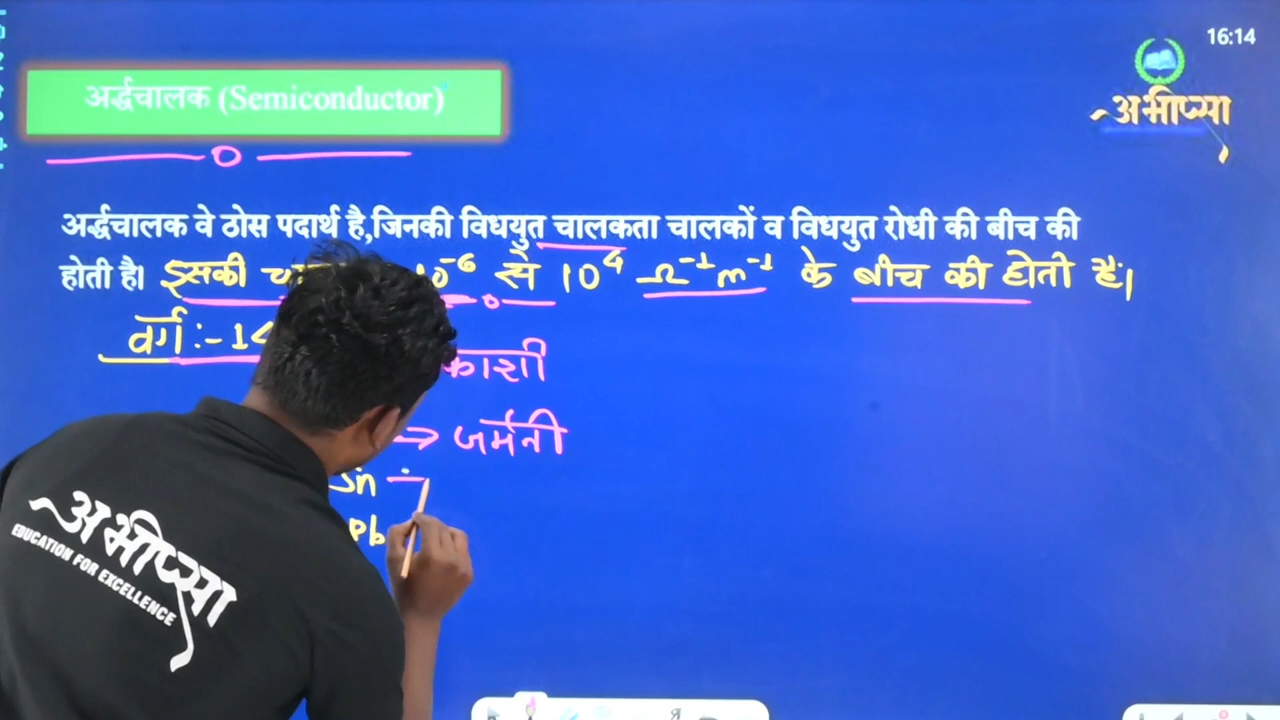 16:14
अर्द्धचालक (Semiconductor)
अभीप्सा
अर्द्धचालक वे ठोस पदार्थ है,जिनकी विधयुत चालकता चालकों व विधयुत रोधी की बीच की
होती है। इसकी 10⁻⁶ से 10⁴ Ω⁻¹m⁻¹ के बीच की होती हैं।
वर्ग:-14
काशी
→ जर्मनी
Sn
Pb
अभीप्सा
EDUCATION FOR EXCELLENCE